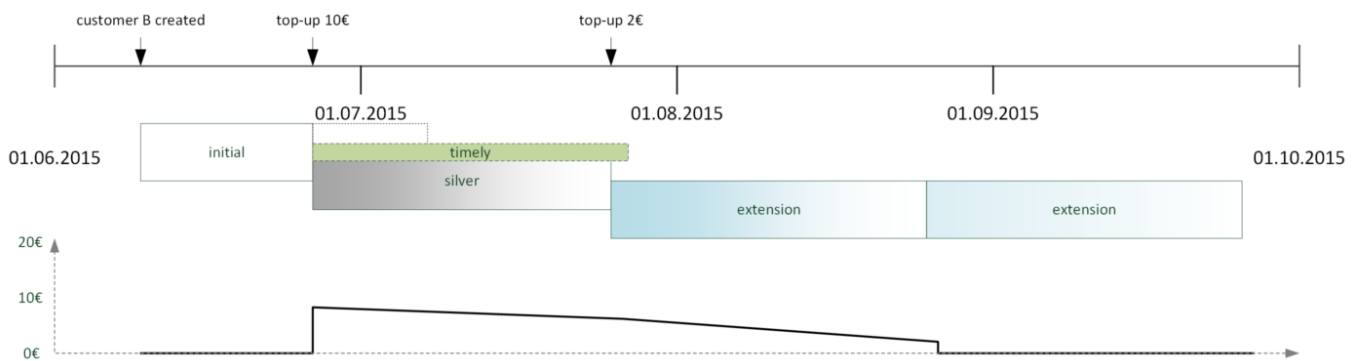 customer B created top-up 10€ top-up 2€
01.07.2015 01.08.2015 01.09.2015
01.06.2015 initial timely 01.10.2015
silver
extension extension
20€
10€
0€